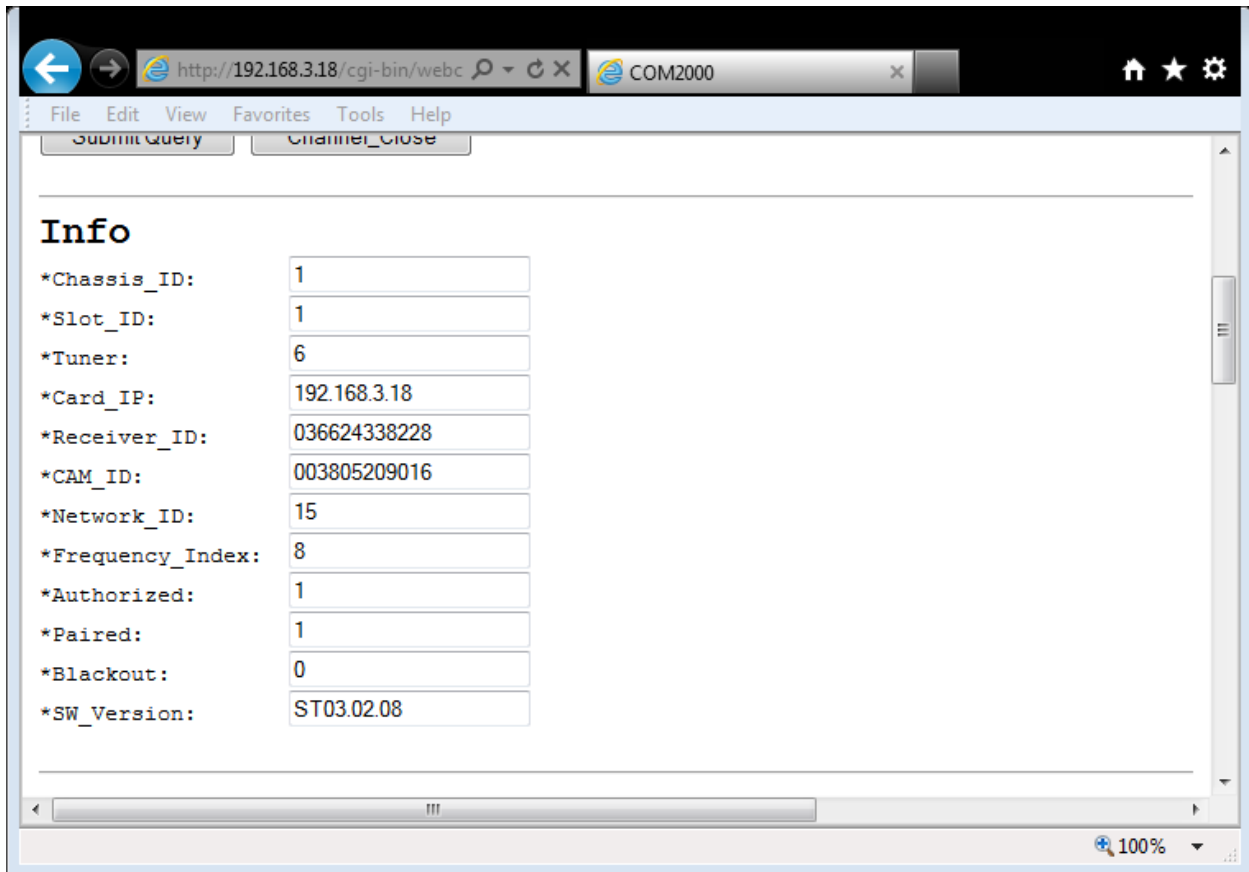 http://192.168.3.18/cgi-bin/webc COM2000
File Edit View Favorites Tools Help
Submit Query Channel_Close
Info
*Chassis_ID: 1
*Slot_ID: 1
*Tuner: 6
*Card_IP: 192.168.3.18
*Receiver_ID: 036624338228
*CAM_ID: 003805209016
*Network_ID: 15
*Frequency_Index: 8
*Authorized: 1
*Paired: 1
*Blackout: 0
*SW_Version: ST03.02.08
100%